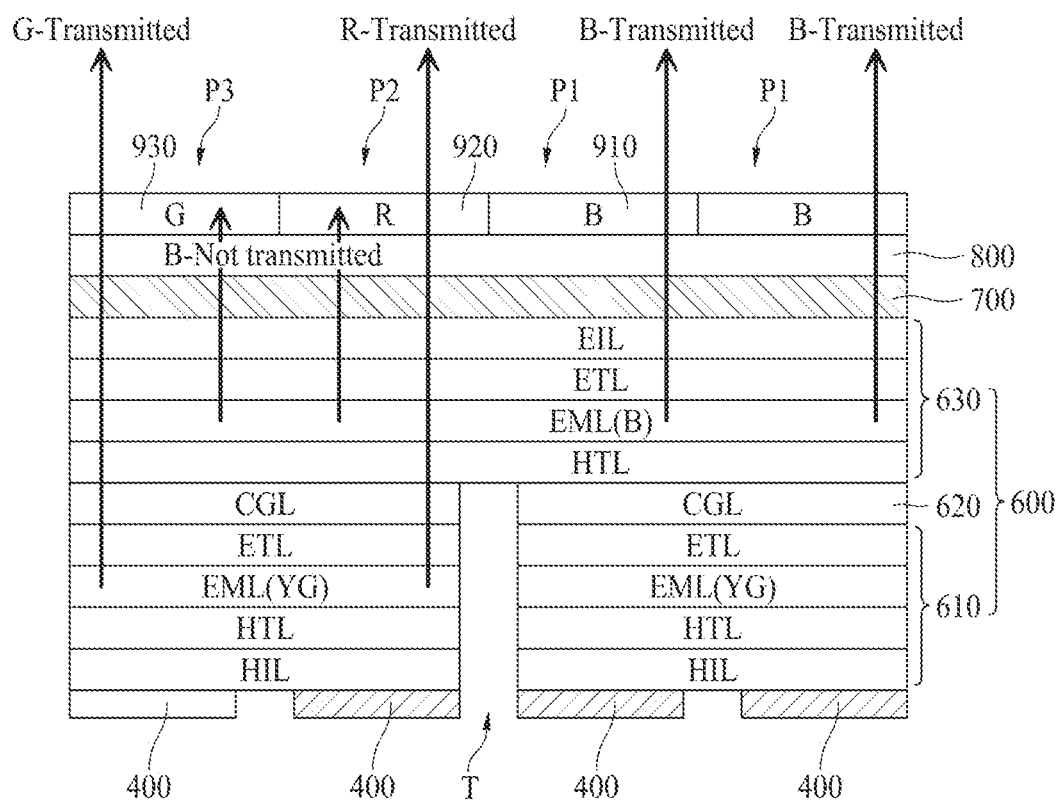 G-Transmitted R-Transmitted B-Transmitted B-Transmitted
P3 P2 P1 P1
930 920 910
G R B B
B-Not transmitted
800
700
EIL
ETL
630
EML(B)
HTL
CGL CGL
620 600
ETL ETL
EML(YG) EML(YG)
610
HTL HTL
HIL HIL
400 400 T 400 400